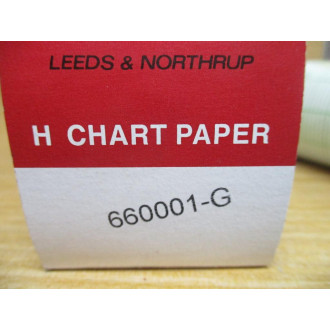 LEEDS & NORTHRUP
H CHART PAPER
660001-G